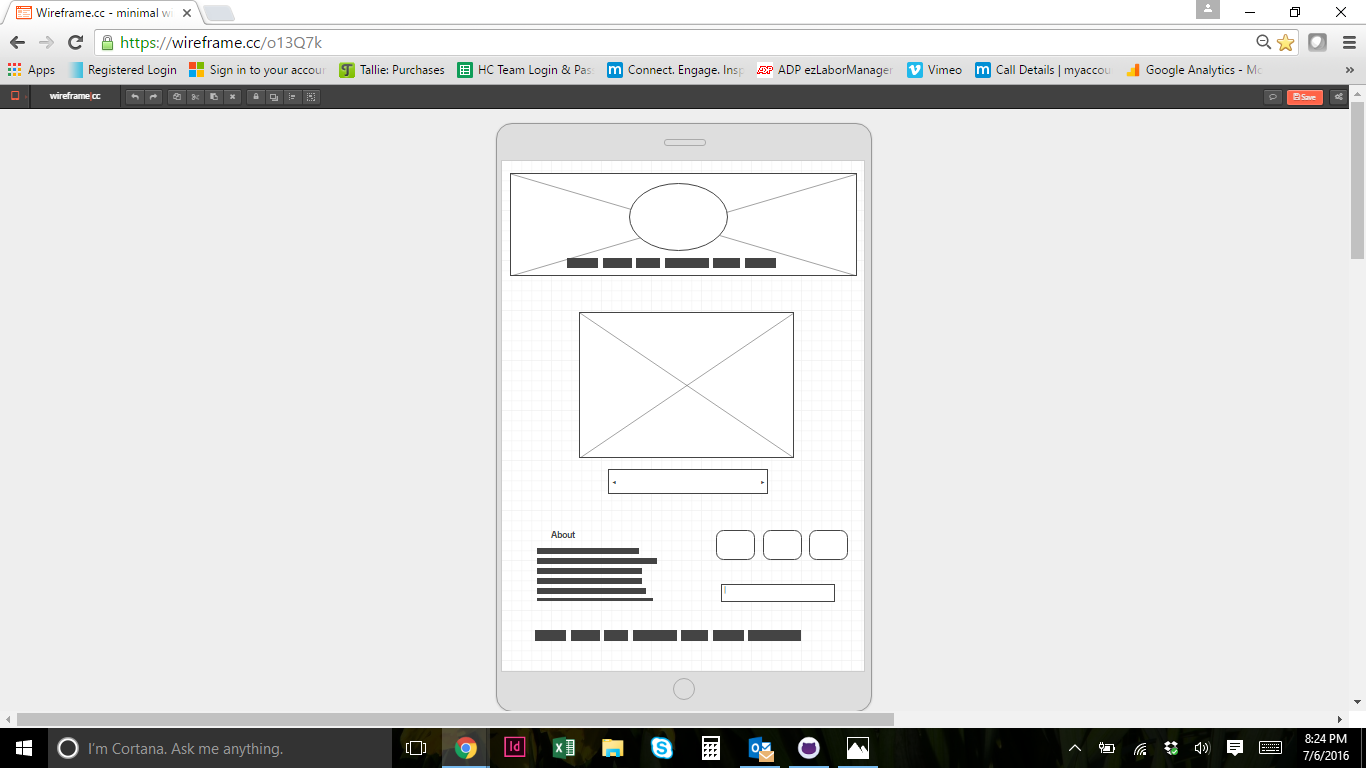 Wireframe.cc - minimal w
https://wireframe.cc/o13Q7k
Apps
Registered Login
Sign in to your accou
Tallie: Purchases
HC Team Login & Pas
Connect. Engage. Insp
ADP ezLaborManager
Vimeo
Call Details | myaccou
Google Analytics - Mo
»
wireframe|cc
Save
About
I'm Cortana. Ask me anything.
8:24 PM
7/6/2016